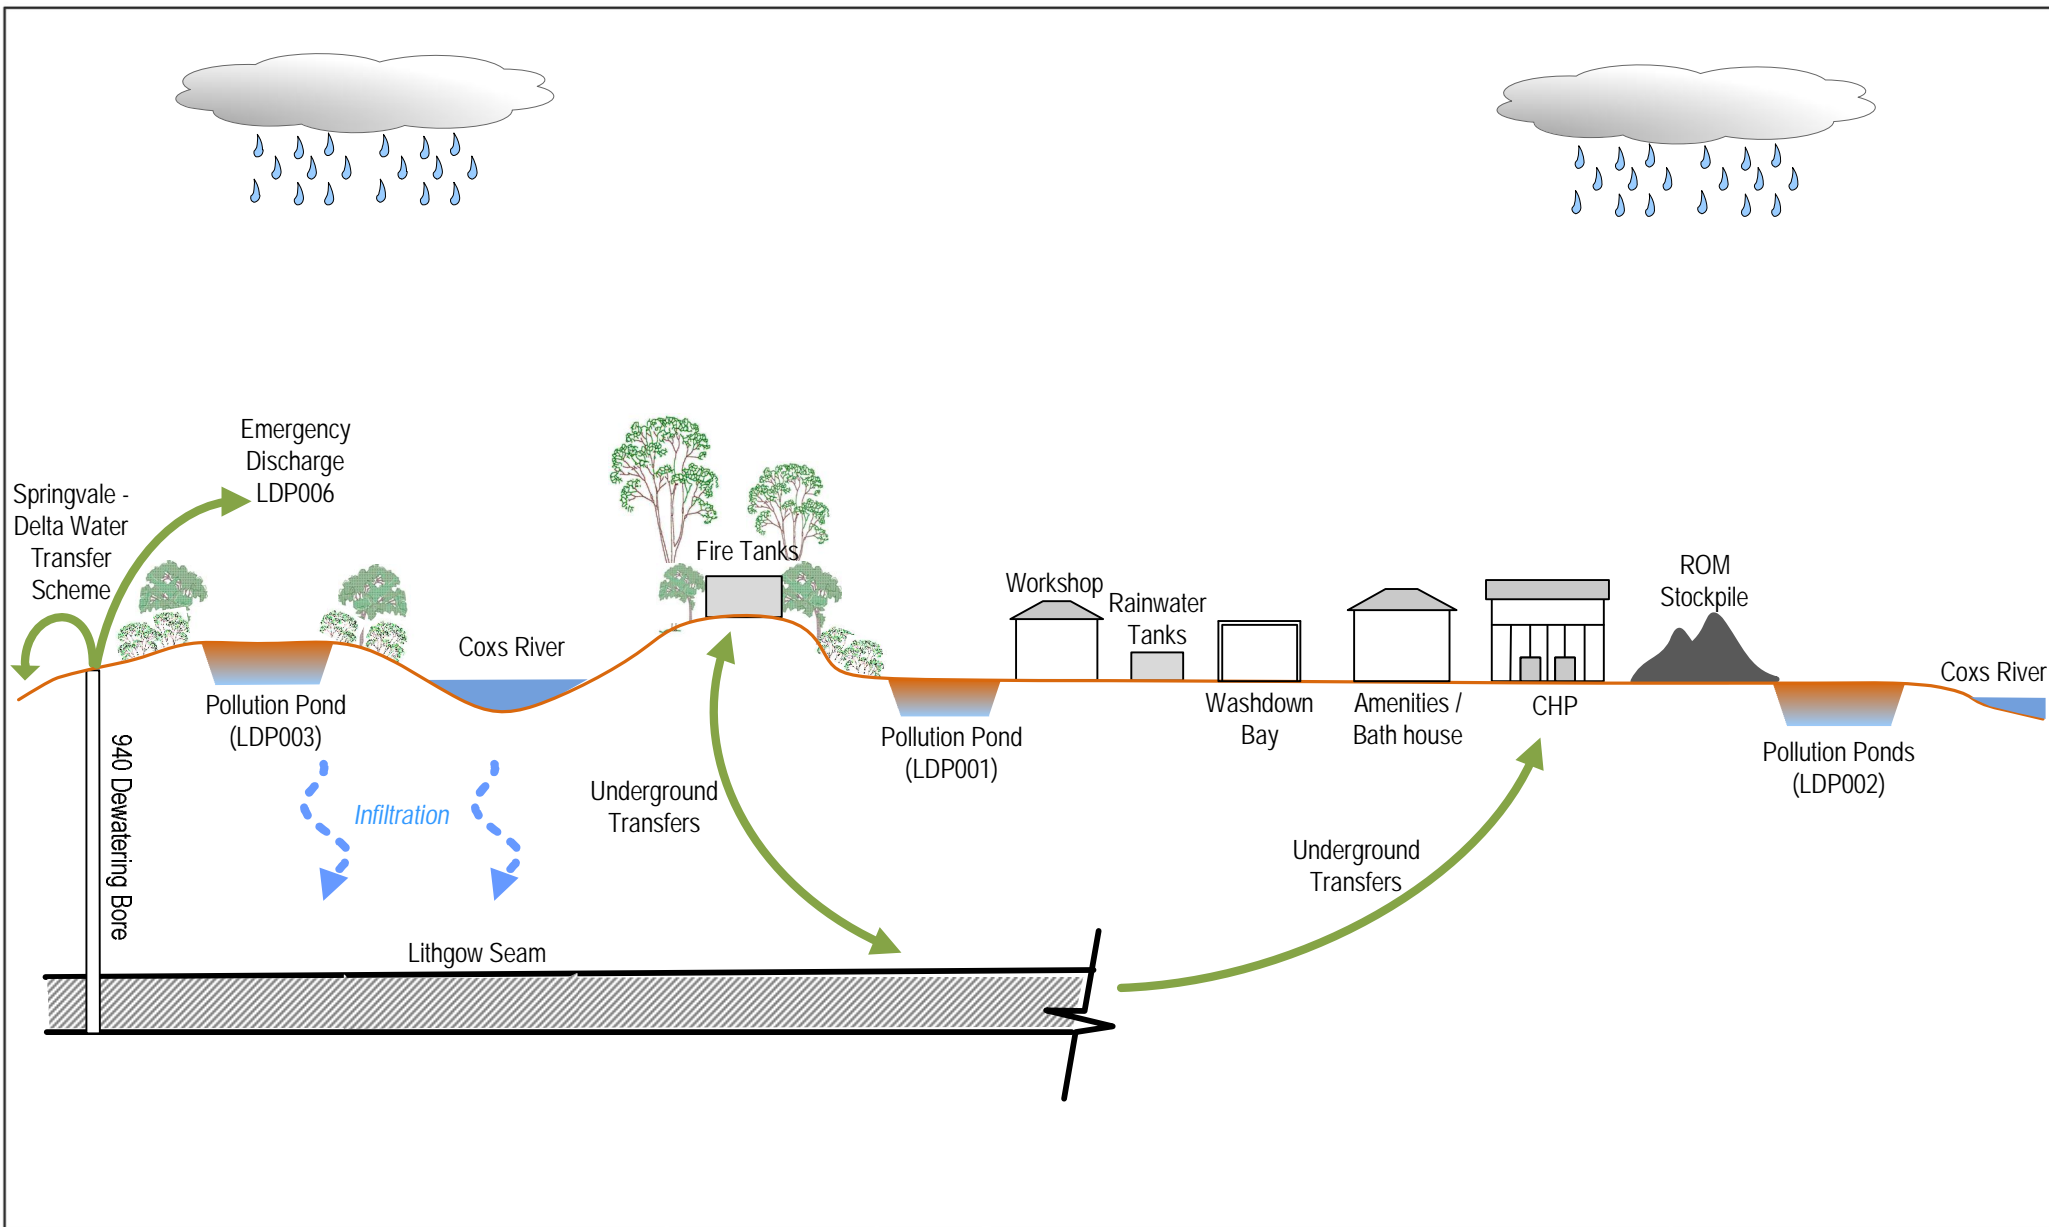 Emergency
Discharge
LDP006
Springvale -
Delta Water
Transfer
Scheme
Fire Tanks
Workshop
Rainwater
Tanks
ROM
Stockpile
Coxs River
Coxs River
Pollution Pond
(LDP003)
Pollution Pond
(LDP001)
Washdown
Bay
Amenities /
Bath house
CHP
Pollution Ponds
(LDP002)
940 Dewatering Bore
Infiltration
Underground
Transfers
Underground
Transfers
Lithgow Seam